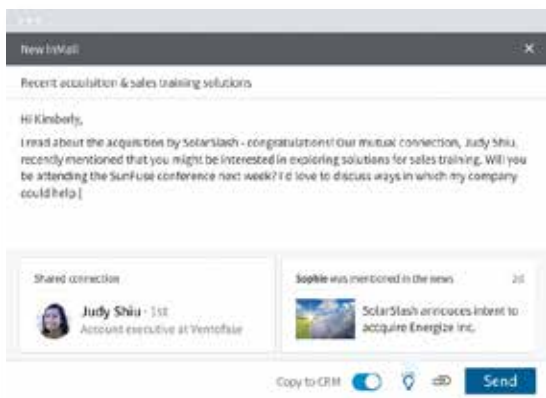 New InMail
Recent acquisition & sales training solutions
Hi Kimberly,
I read about the acquisition by SolarSlash - congratulations! Our mutual connection, Judy Shiu,
recently mentioned that you might be interested in exploring solutions for sales training. Will you
be attending the SunFuse conference next week? I'd love to discuss ways in which my company
could help.|
Shared connection
Judy Shiu · 1st
Account executive at Ventofuse
Sophie was mentioned in the news 2d
SolarSlash announces intent to
accquire Energize Inc.
Copy to CRM
Send